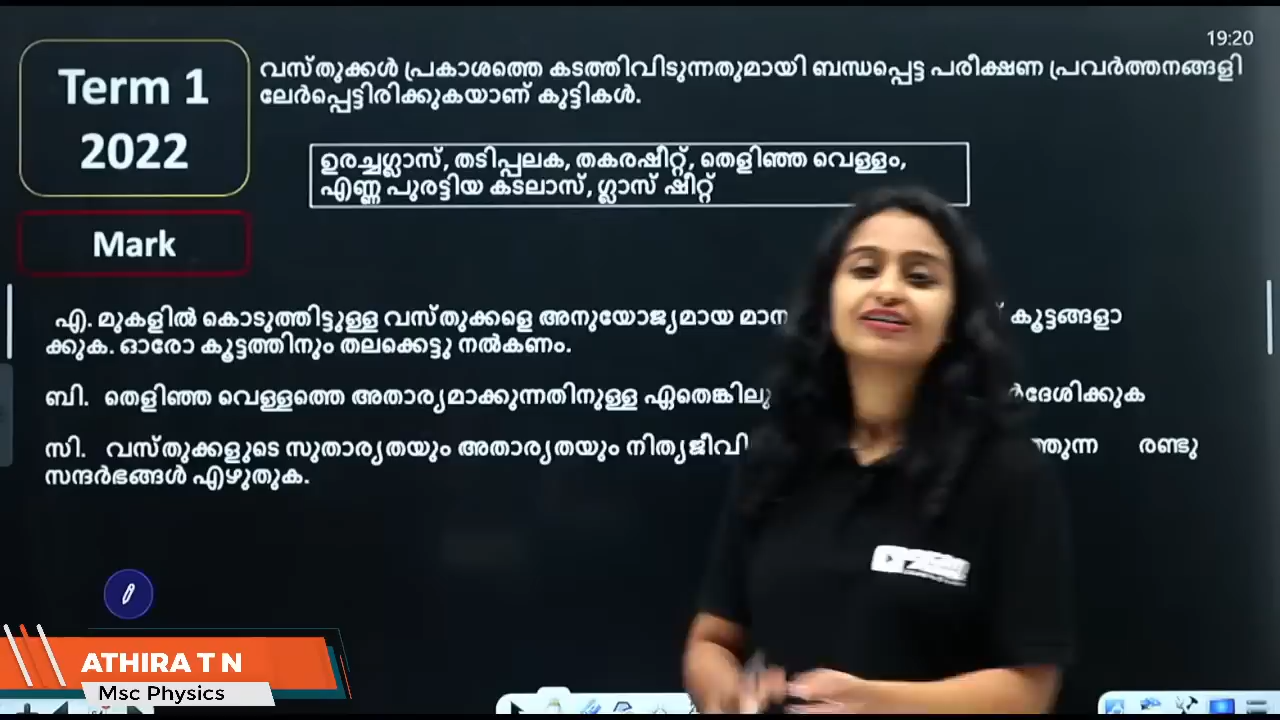 19:20
Term 1
2022
വസ്തുക്കൾ പ്രകാശത്തെ കടത്തിവിടുന്നതുമായി ബന്ധപ്പെട്ട പരീക്ഷണ പ്രവർത്തനങ്ങളി
ലേർപ്പെട്ടിരിക്കുകയാണ് കുട്ടികൾ.
ഉരച്ചഗ്ലാസ്, തടിപ്പലക, തകരഷീറ്റ്, തെളിഞ്ഞ വെള്ളം,
എണ്ണ പുരട്ടിയ കടലാസ്, ഗ്ലാസ് ഷീറ്റ്
Mark
എ. മുകളിൽ കൊടുത്തിട്ടുള്ള വസ്തുക്കളെ അനുയോജ്യമായ കൂട്ടങ്ങളാ
ക്കുക. ഓരോ കൂട്ടത്തിനും തലക്കെട്ടു നൽകണം.
ബി. തെളിഞ്ഞ വെള്ളത്തെ അതാര്യമാക്കുന്നതിനുള്ള
സി. വസ്തുക്കളുടെ സുതാര്യതയും അതാര്യതയും രണ്ടു
സന്ദർഭങ്ങൾ എഴുതുക.
ATHIRA T N
Msc Physics